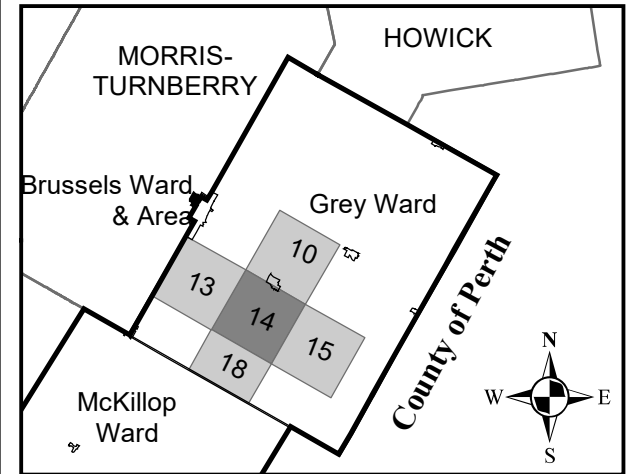 HOWICK
MORRIS-
TURNBERRY
Brussels Ward
& Area
Grey Ward
10
13
14
15
18
County of Perth
McKillop
Ward
N
W
E
S